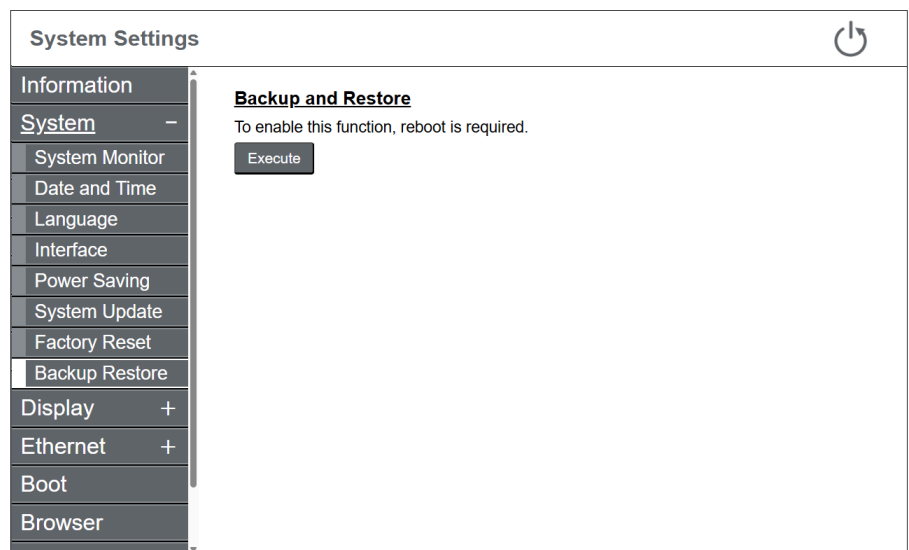 System Settings
Information
System −
System Monitor
Date and Time
Language
Interface
Power Saving
System Update
Factory Reset
Backup Restore
Display +
Ethernet +
Boot
Browser
Backup and Restore
To enable this function, reboot is required.
Execute